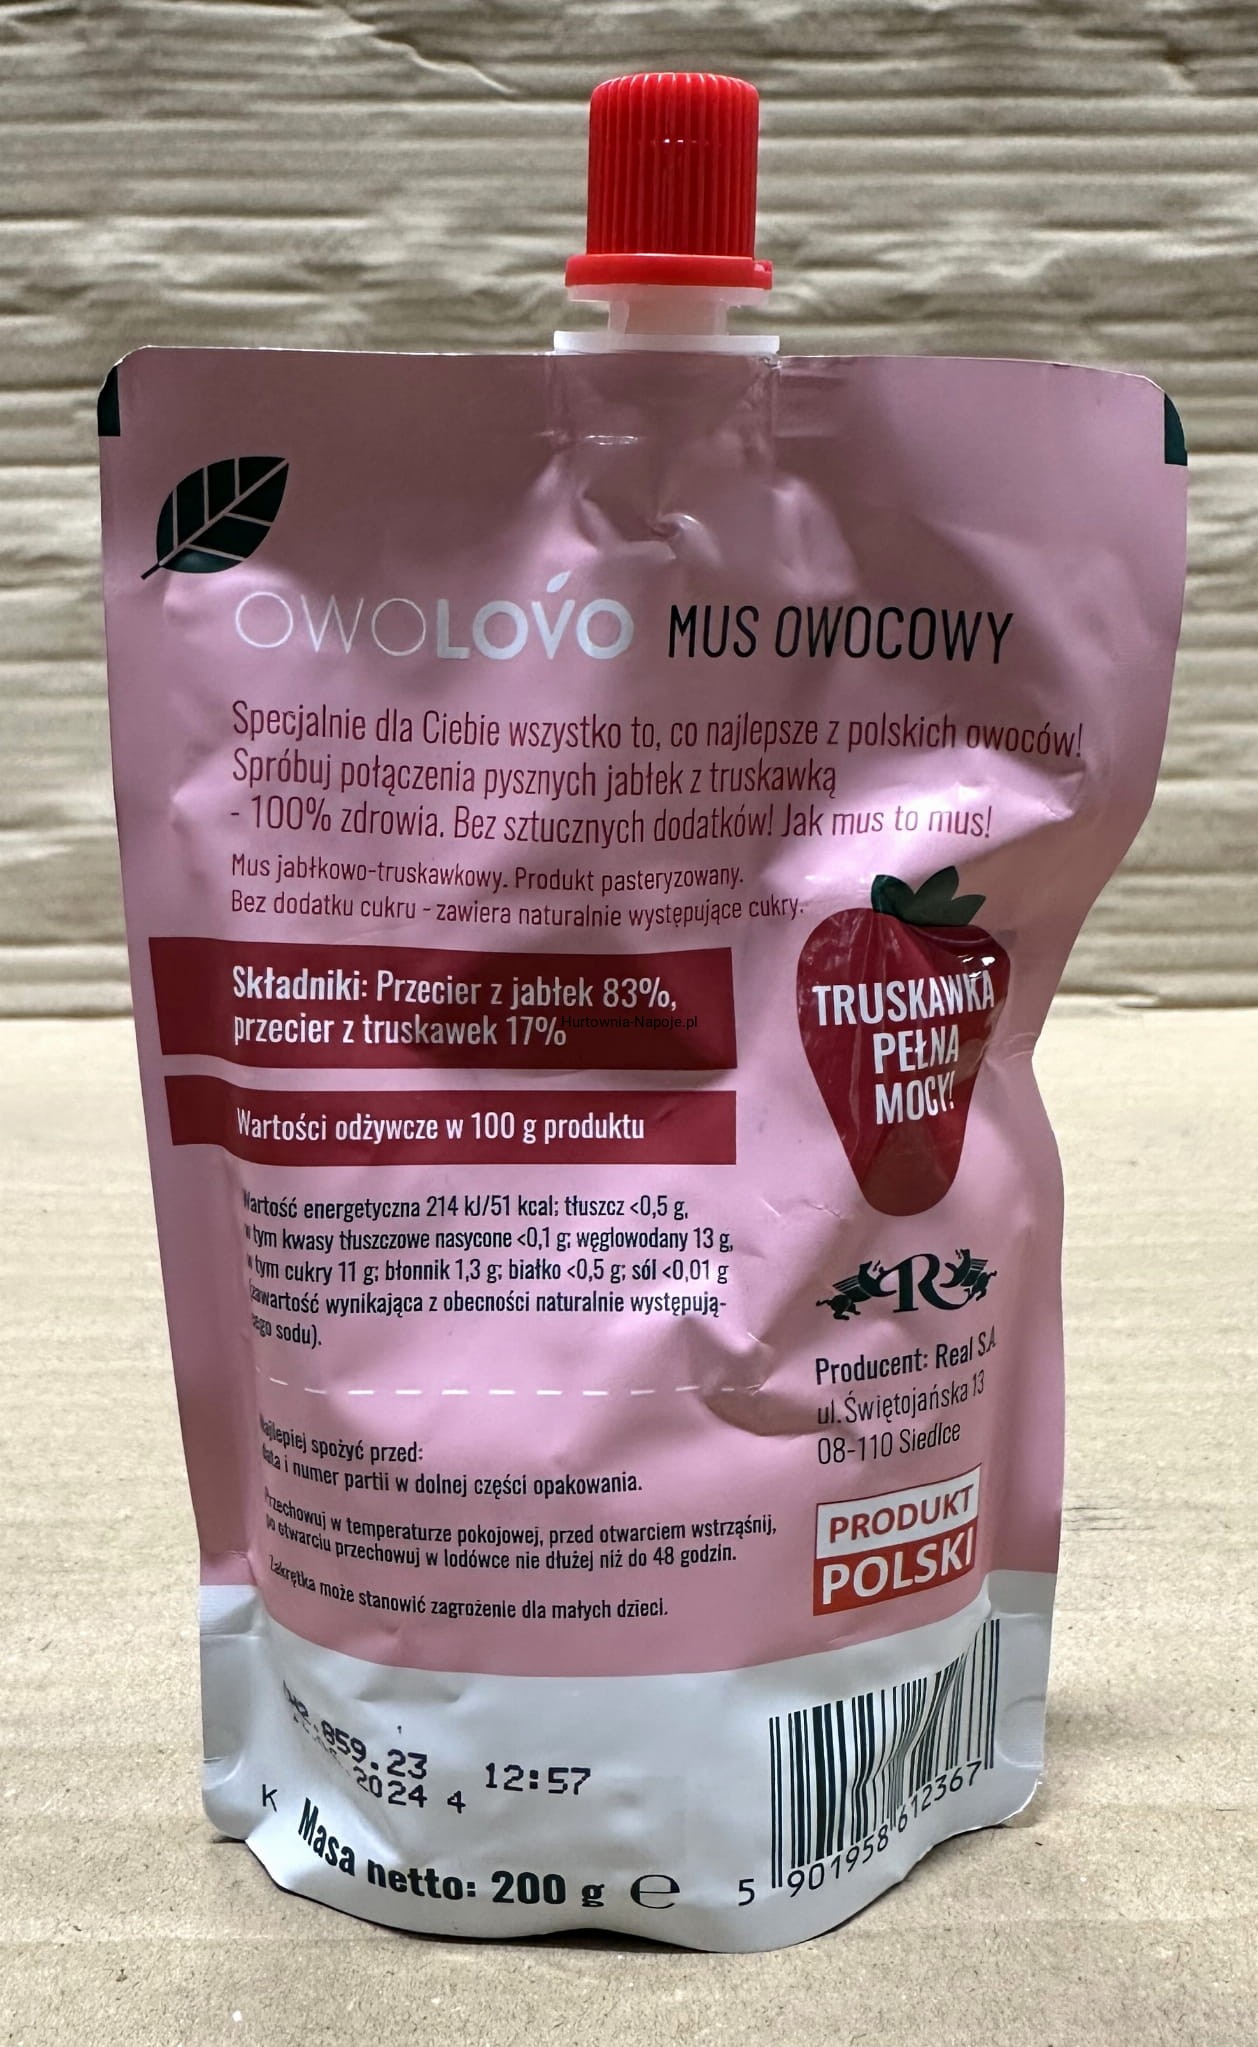 OWOLOVO MUS OWOCOWY
Specjalnie dla Ciebie wszystko to, co najlepsze z polskich owoców!
Spróbuj połączenia pysznych jabłek z truskawką
- 100% zdrowia. Bez sztucznych dodatków! Jak mus to mus!
Mus jabłkowo-truskawkowy. Produkt pasteryzowany.
Bez dodatku cukru - zawiera naturalnie występujące cukry.
Składniki: Przecier z jabłek 83%,
przecier z truskawek 17%
Hurtownia-Napoje.pl
TRUSKAWKA
PEŁNA
MOCY!
Wartości odżywcze w 100 g produktu
Wartość energetyczna 214 kJ/51 kcal; tłuszcz <0,5 g,
w tym kwasy tłuszczowe nasycone <0,1 g; węglowodany 13 g,
w tym cukry 11 g; błonnik 1,3 g; białko <0,5 g; sól <0,01 g
(zawartość wynikająca z obecności naturalnie występują-
cego sodu).
R
Producent: Real S.A.
ul. Świętojańska 13
08-110 Siedlce
Najlepiej spożyć przed:
data i numer partii w dolnej części opakowania.
Przechowuj w temperaturze pokojowej, przed otwarciem wstrząśnij,
po otwarciu przechowuj w lodówce nie dłużej niż do 48 godzin.
Zakrętka może stanowić zagrożenie dla małych dzieci.
PRODUKT
POLSKI
859.23 12:57
2024 4
K
Masa netto: 200 g e
5 901958 612367